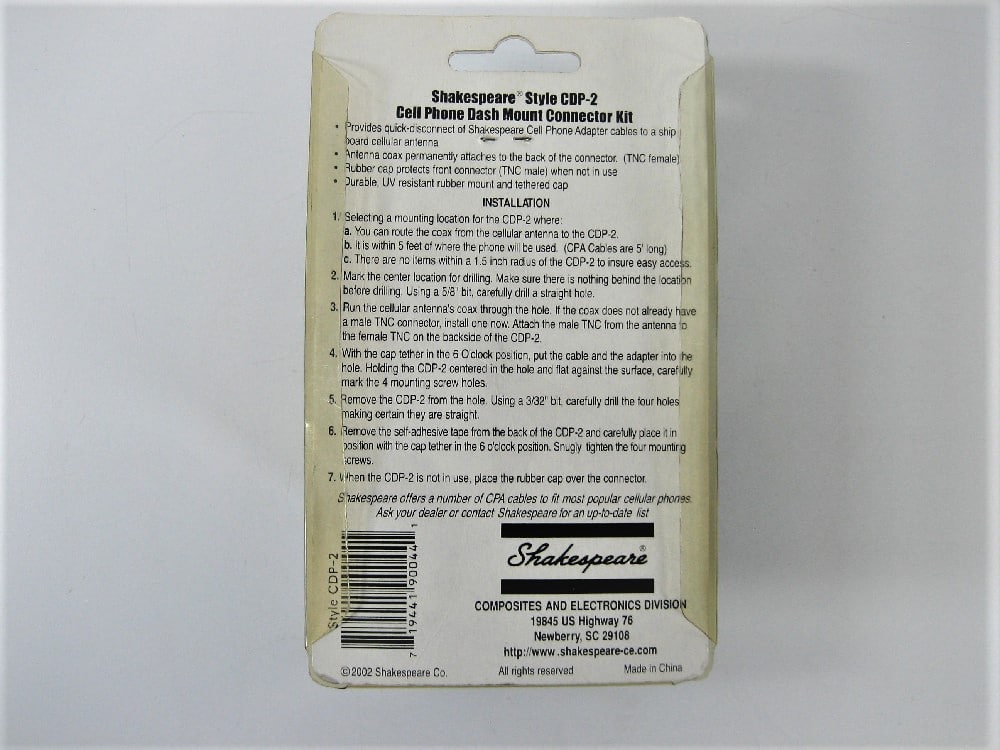 Shakespeare® Style CDP-2
Cell Phone Dash Mount Connector Kit
• Provides quick-disconnect of Shakespeare Cell Phone Adapter cables to a ship
board cellular antenna
• Antenna coax permanently attaches to the back of the connector. (TNC female)
• Rubber cap protects front connector (TNC male) when not in use
• Durable, UV resistant rubber mount and tethered cap
INSTALLATION
1. Selecting a mounting location for the CDP-2 where:
a. You can route the coax from the cellular antenna to the CDP-2.
b. It is within 5 feet of where the phone will be used. (CPA Cables are 5' long)
c. There are no items within a 1.5 inch radius of the CDP-2 to insure easy access.
2. Mark the center location for drilling. Make sure there is nothing behind the location
before drilling. Using a 5/8" bit, carefully drill a straight hole.
3. Run the cellular antenna's coax through the hole. If the coax does not already have
a male TNC connector, install one now. Attach the male TNC from the antenna to
the female TNC on the backside of the CDP-2.
4. With the cap tether in the 6 O'clock position, put the cable and the adapter into the
hole. Holding the CDP-2 centered in the hole and flat against the surface, carefully
mark the 4 mounting screw holes.
5. Remove the CDP-2 from the hole. Using a 3/32" bit, carefully drill the four holes
making certain they are straight.
6. Remove the self-adhesive tape from the back of the CDP-2 and carefully place it in
position with the cap tether in the 6 o'clock position. Snugly tighten the four mounting
screws.
7. When the CDP-2 is not in use, place the rubber cap over the connector.
Shakespeare offers a number of CPA cables to fit most popular cellular phones.
Ask your dealer or contact Shakespeare for an up-to-date list
Style CDP-2
7 19441 90044 1
Shakespeare®
COMPOSITES AND ELECTRONICS DIVISION
19845 US Highway 76
Newberry, SC 29108
http://www.shakespeare-ce.com
©2002 Shakespeare Co. All rights reserved Made in China